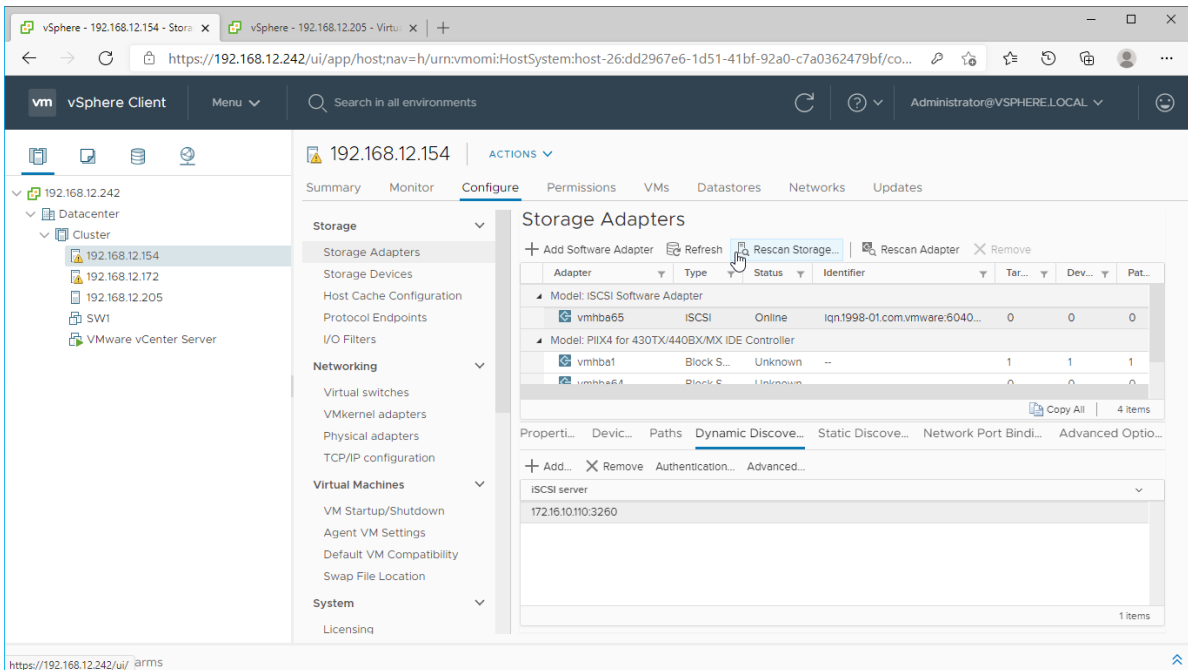 vSphere - 192.168.12.154 - Stora
vSphere - 192.168.12.205 - Virtu
https://192.168.12.242/ui/app/host;nav=h/urn:vmomi:HostSystem:host-26:dd2967e6-1d51-41bf-92a0-c7a0362479bf/co...
vm vSphere Client Menu Search in all environments Administrator@VSPHERE.LOCAL
192.168.12.242
Datacenter
Cluster
192.168.12.154
192.168.12.172
192.168.12.205
SW1
VMware vCenter Server
192.168.12.154 ACTIONS
Summary Monitor Configure Permissions VMs Datastores Networks Updates
Storage
Storage Adapters
Storage Devices
Host Cache Configuration
Protocol Endpoints
I/O Filters
Networking
Virtual switches
VMkernel adapters
Physical adapters
TCP/IP configuration
Virtual Machines
VM Startup/Shutdown
Agent VM Settings
Default VM Compatibility
Swap File Location
System
Licensing
Storage Adapters
+ Add Software Adapter Refresh Rescan Storage... Rescan Adapter Remove
Adapter Type Status Identifier Tar... Dev... Pat...
Model: iSCSI Software Adapter
vmhba65 iSCSI Online iqn.1998-01.com.vmware:6040... 0 0 0
Model: PIIX4 for 430TX/440BX/MX IDE Controller
vmhba1 Block S... Unknown -- 1 1 1
vmhba64 Block S Unknown 0 0 0
Copy All 4 items
Properti... Devic... Paths Dynamic Discove... Static Discove... Network Port Bindi... Advanced Optio...
+ Add... Remove Authentication... Advanced...
iSCSI server
172.16.10.110:3260
1 items
https://192.168.12.242/ui/ arms